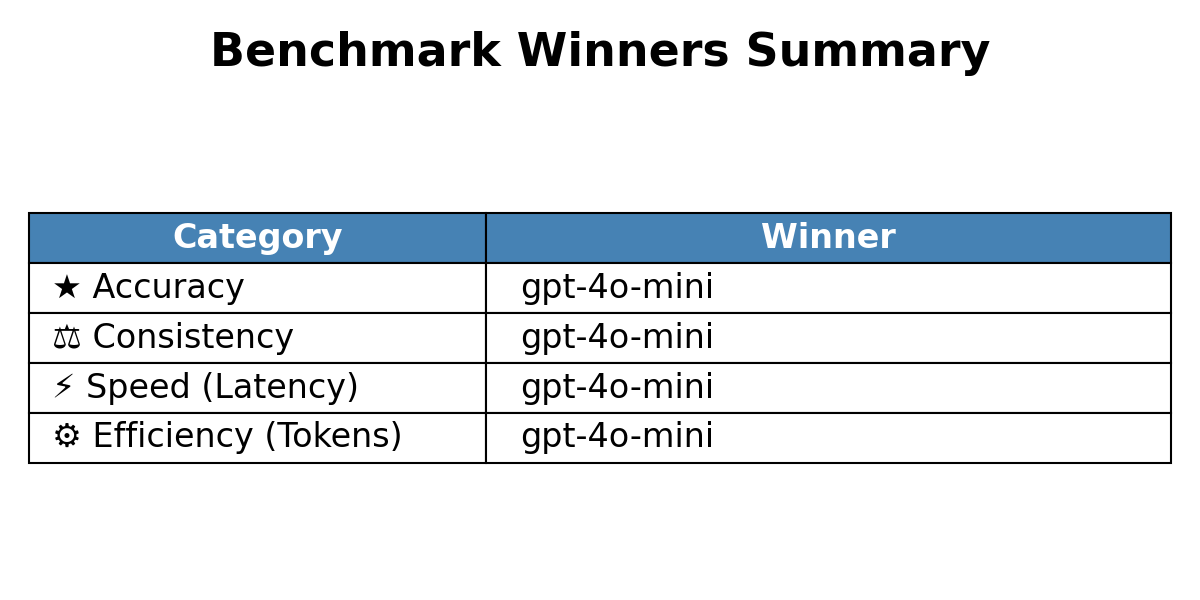 Benchmark Winners Summary
Category Winner
★ Accuracy gpt-4o-mini
⚖ Consistency gpt-4o-mini
⚡ Speed (Latency) gpt-4o-mini
⚙ Efficiency (Tokens) gpt-4o-mini